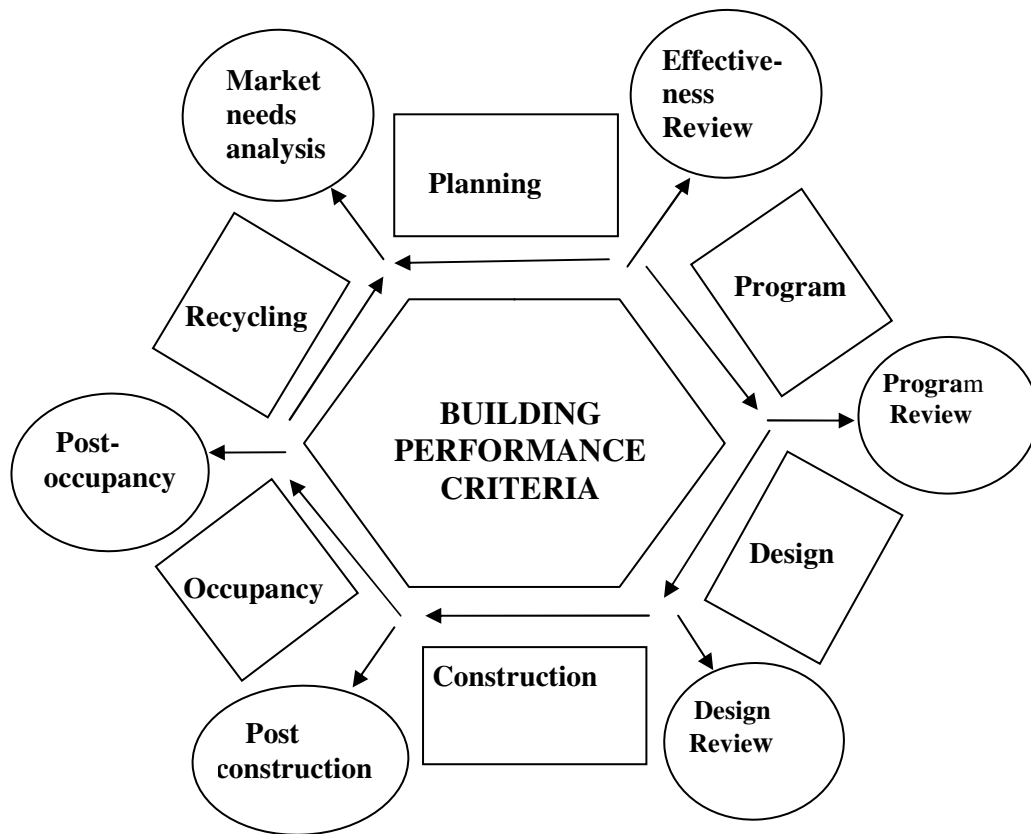 Market
needs
analysis
Effective-
ness
Review
Planning
Program
Recycling
Program
Review
BUILDING
PERFORMANCE
CRITERIA
Post-
occupancy
Design
Occupancy
Construction
Design
Review
Post
construction